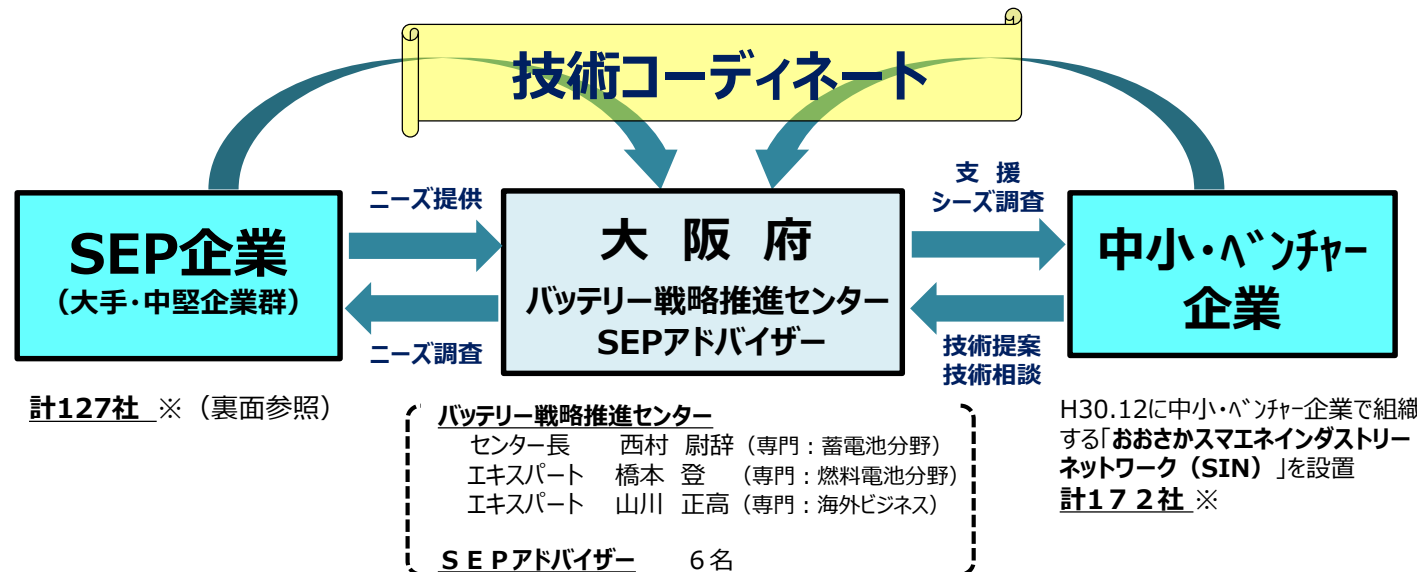 技術コーディネート
SEP企業
（大手・中堅企業群）
ニーズ提供
ニーズ調査
大 阪 府
バッテリー戦略推進センター
SEPアドバイザー
支 援
シーズ調査
技術提案
技術相談
中小・ﾍﾞﾝﾁｬｰ
企業
計127社 ※（裏面参照）
バッテリー戦略推進センター
センター長 西村 尉辞（専門：蓄電池分野）
エキスパート 橋本 登 （専門：燃料電池分野）
エキスパート 山川 正高（専門：海外ビジネス）
ＳＥＰアドバイザー ６名
H30.12に中小・ﾍﾞﾝﾁｬｰ企業で組織
する「おおさかスマエネインダストリー
ネットワーク（SIN）」を設置
計１７２社 ※